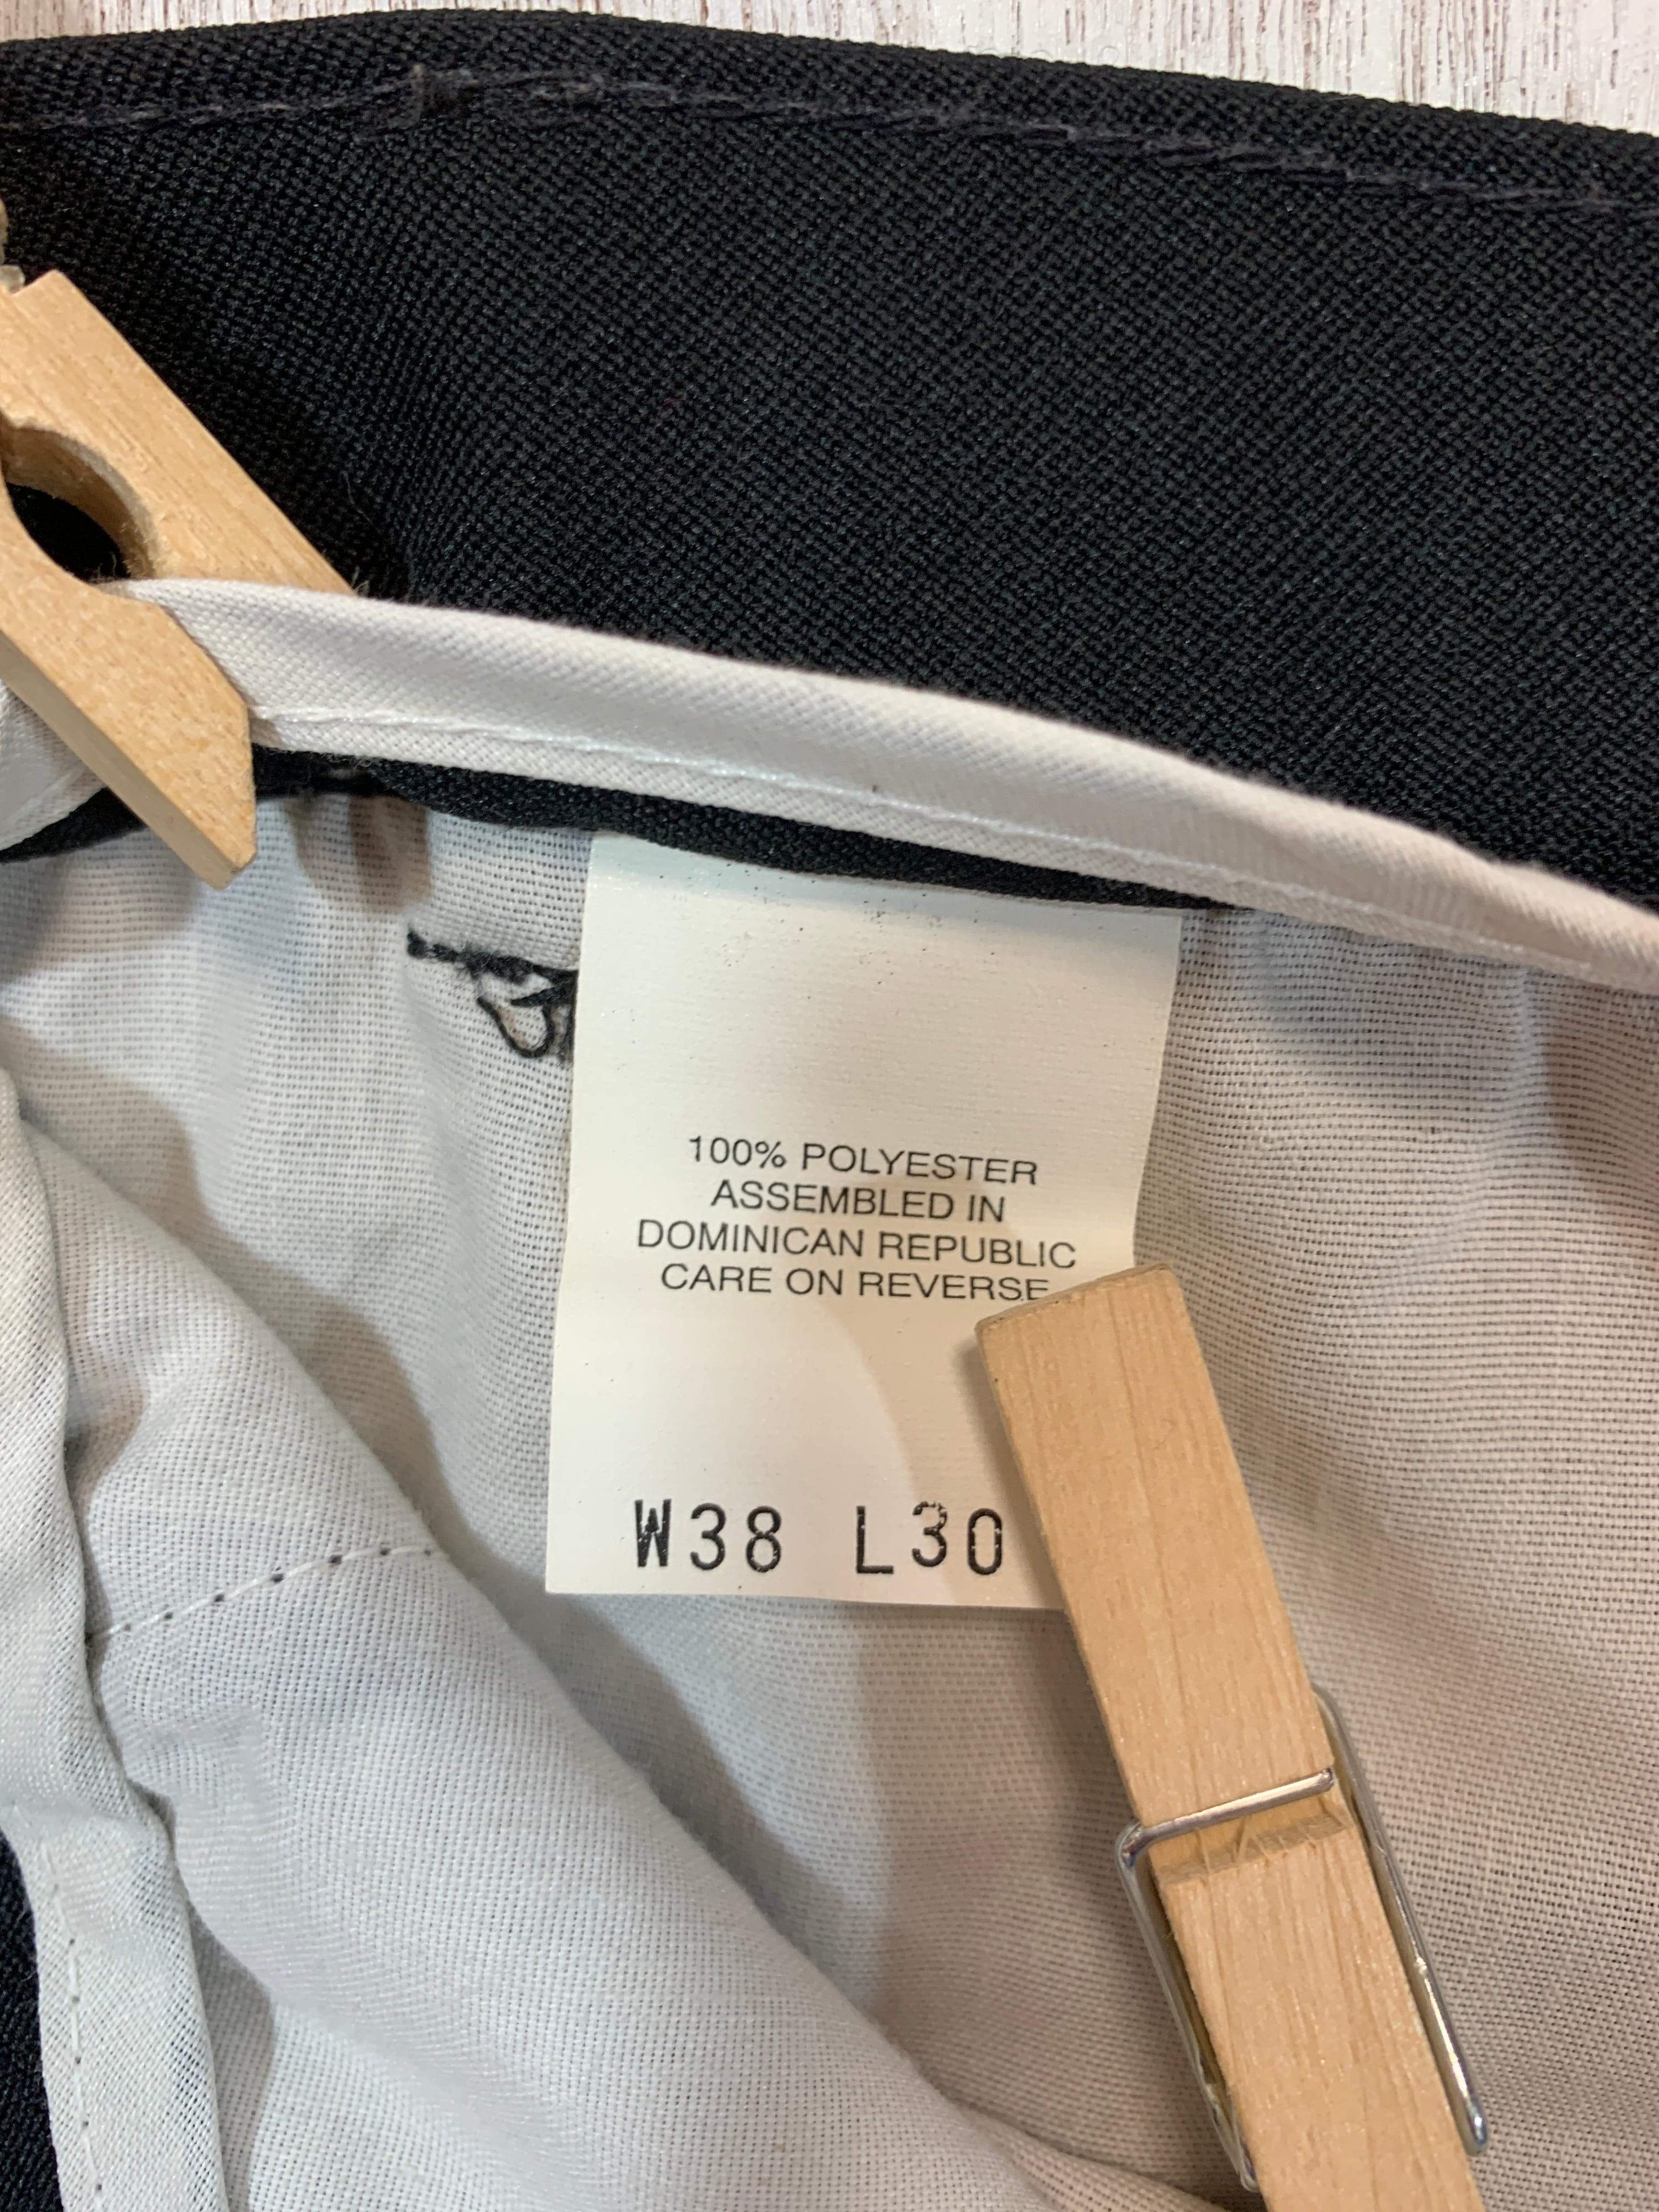 100% POLYESTER
ASSEMBLED IN
DOMINICAN REPUBLIC
CARE ON REVERSE
W38 L30